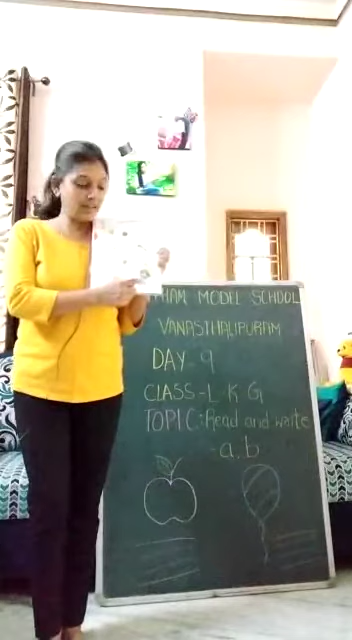 MODEL SCHOOL
VANASTHALIPURAM
DAY 9
CLASS-L K G
TOPIC:Read and write
-a,b